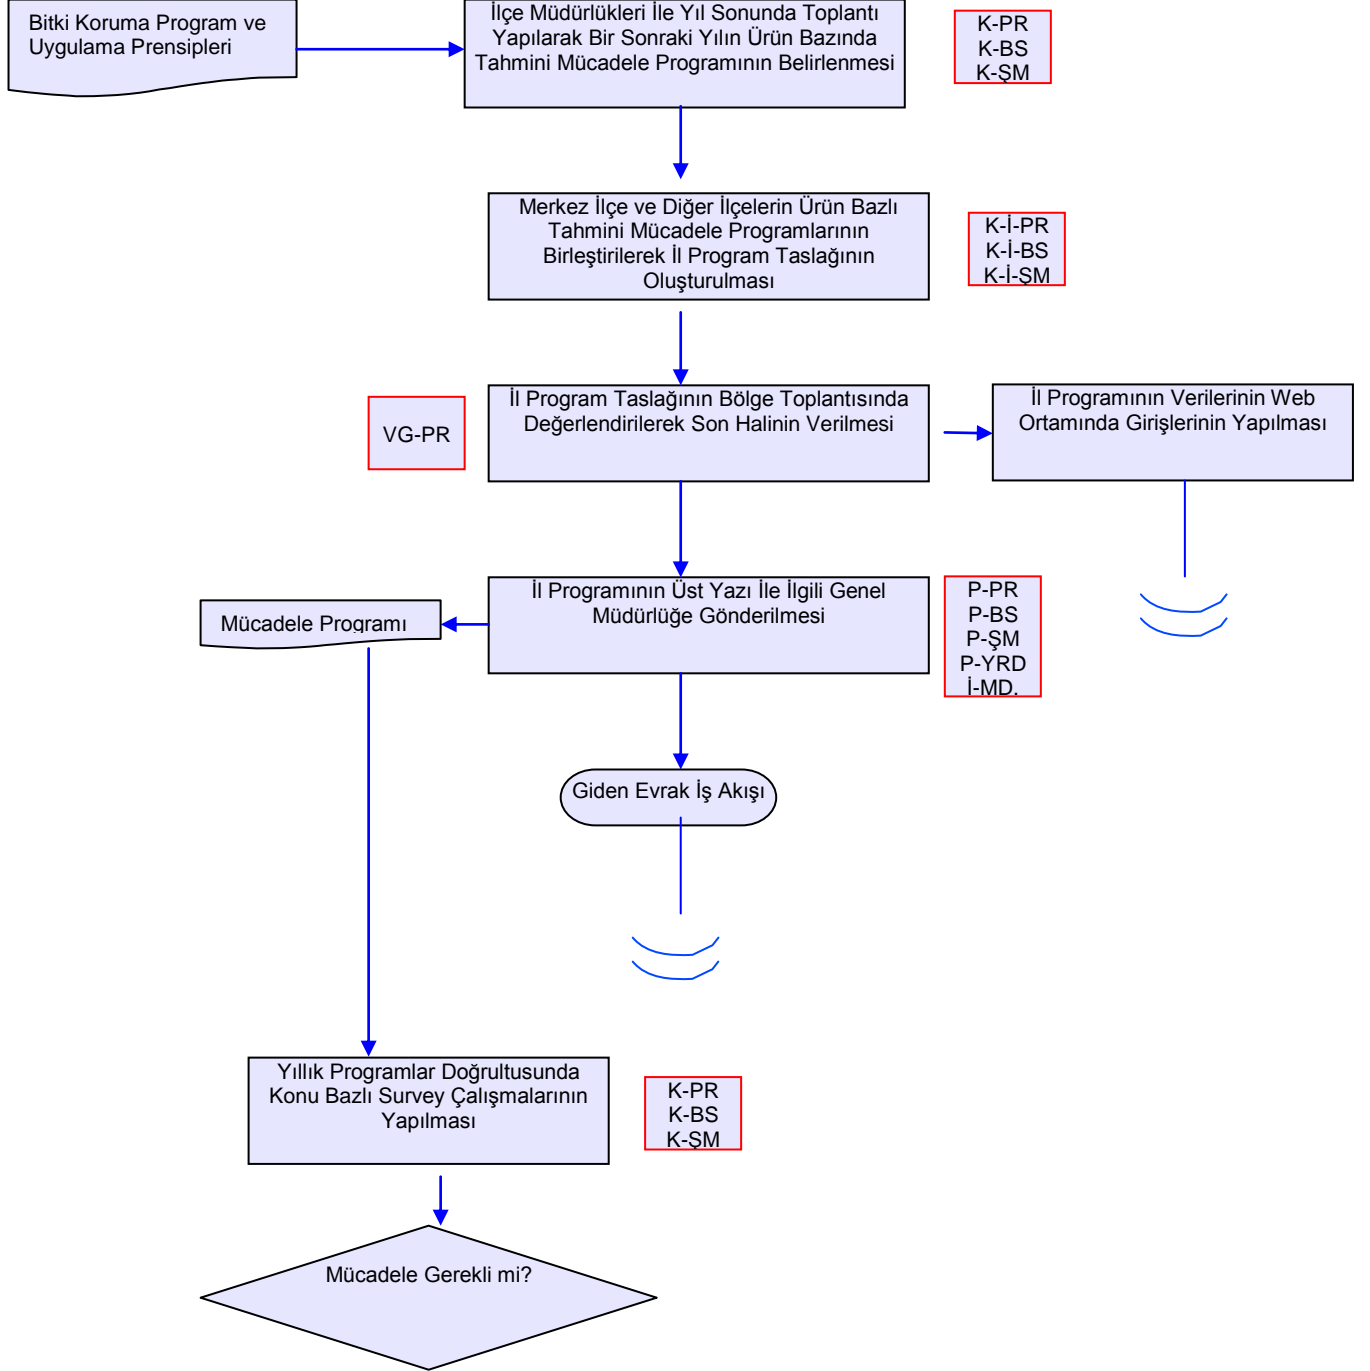 Bitki Koruma Program ve
Uygulama Prensipleri
İlçe Müdürlükleri İle Yıl Sonunda Toplantı
Yapılarak Bir Sonraki Yılın Ürün Bazında
Tahmini Mücadele Programının Belirlenmesi
K-PR
K-BS
K-ŞM
Merkez İlçe ve Diğer İlçelerin Ürün Bazlı
Tahmini Mücadele Programlarının
Birleştirilerek İl Program Taslağının
Oluşturulması
K-İ-PR
K-İ-BS
K-İ-ŞM
VG-PR
İl Program Taslağının Bölge Toplantısında
Değerlendirilerek Son Halinin Verilmesi
İl Programının Verilerinin Web
Ortamında Girişlerinin Yapılması
Mücadele Programı
İl Programının Üst Yazı İle İlgili Genel
Müdürlüğe Gönderilmesi
P-PR
P-BS
P-ŞM
P-YRD
İ-MD.
Giden Evrak İş Akışı
Yıllık Programlar Doğrultusunda
Konu Bazlı Survey Çalışmalarının
Yapılması
K-PR
K-BS
K-ŞM
Mücadele Gerekli mi?